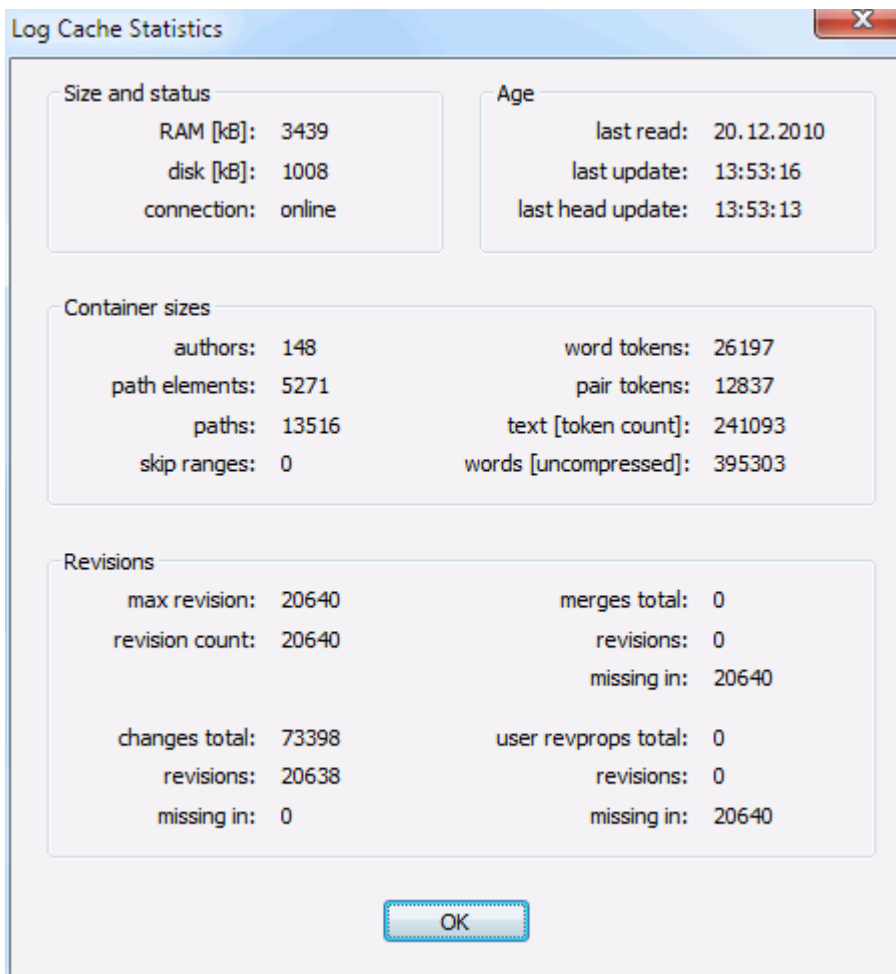 Log Cache Statistics
Size and status
RAM [kB]: 3439
disk [kB]: 1008
connection: online
Age
last read: 20.12.2010
last update: 13:53:16
last head update: 13:53:13
Container sizes
authors: 148
path elements: 5271
paths: 13516
skip ranges: 0
word tokens: 26197
pair tokens: 12837
text [token count]: 241093
words [uncompressed]: 395303
Revisions
max revision: 20640
revision count: 20640
merges total: 0
revisions: 0
missing in: 20640
changes total: 73398
revisions: 20638
missing in: 0
user revprops total: 0
revisions: 0
missing in: 20640
OK